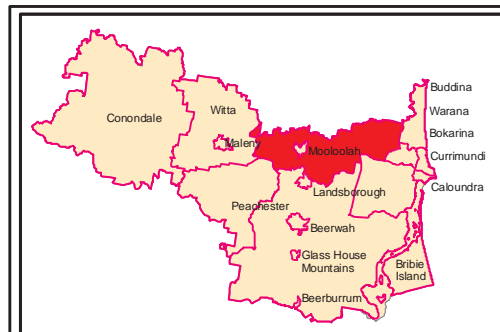 Buddina
Witta
Warana
Conondale
Bokarina
Maleny
Mooloolah
Currimundi
Landsborough
Caloundra
Peachester
Beerwah
Glass House
Mountains
Bribie
Island
Beerburrum